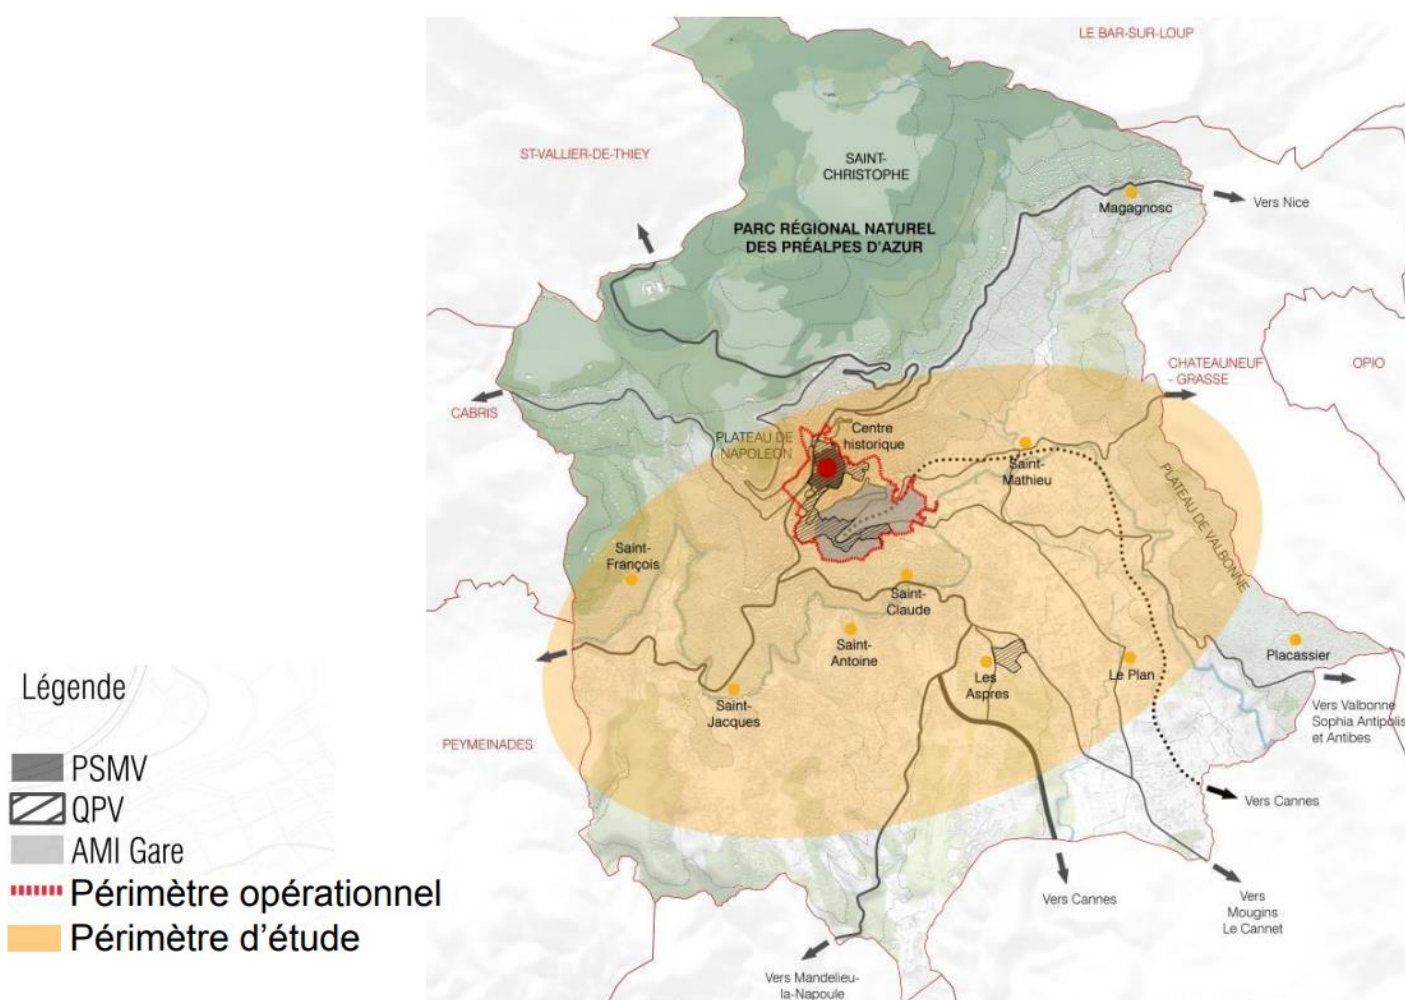 LE BAR-SUR-LOUP
ST-VALLIER-DE-THIEY
SAINT-
CHRISTOPHE
Magagnosc
Vers Nice
PARC RÉGIONAL NATUREL
DES PRÉALPES D'AZUR
CHATEAUNEUF
- GRASSE
OPIO
CABRIS
PLATEAU DE
NAPOLEON
Centre
historique
Saint-
Mathieu
PLATEAU DE VALBONNE
Saint-
François
Saint-
Claude
Saint-
Antoine
Les
Aspres
Le Plan
Placassier
Saint-
Jacques
PEYMEINADES
Vers Valbonne
Sophia Antipolis
et Antibes
Vers Cannes
Vers Cannes
Vers
Mougins
Le Cannet
Vers Mandelieu-
la-Napoule
Légende
PSMV
QPV
AMI Gare
Périmètre opérationnel
Périmètre d'étude